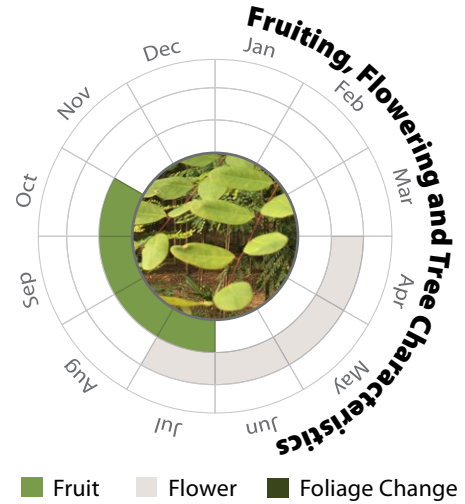 Fruiting, Flowering and Tree Characteristics
Jan
Feb
Mar
Apr
May
Jun
Jul
Aug
Sep
Oct
Nov
Dec
Fruit
Flower
Foliage Change